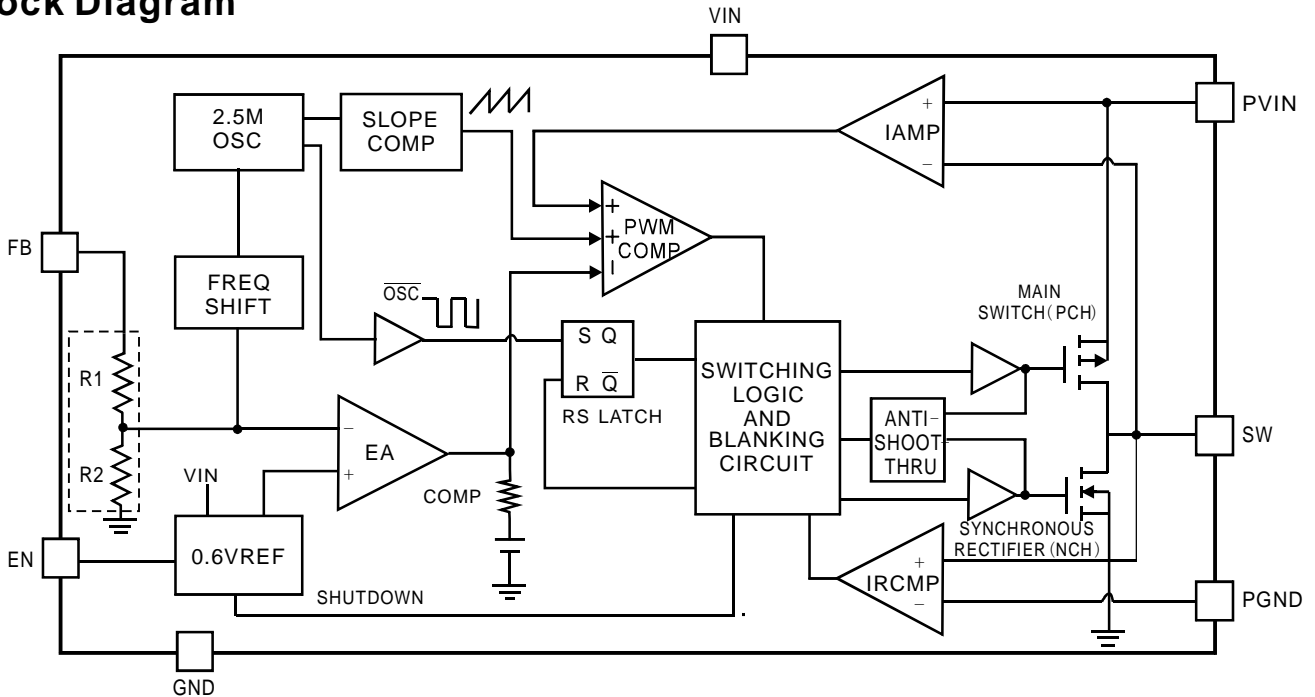 ock Diagram
VIN
2.5M
OSC
SLOPE
COMP
+
IAMP
−
PVIN
+
+
−
PWM
COMP
FB
FREQ
SHIFT
OSC
MAIN
SWITCH(PCH)
S Q
R Q
RS LATCH
SWITCHING
LOGIC
AND
BLANKING
CIRCUIT
R1
R2
−
EA
+
ANTI-
SHOOT-
THRU
SW
VIN
COMP
SYNCHRONOUS
RECTIFIER(NCH)
EN
0.6VREF
SHUTDOWN
+
IRCMP
−
PGND
GND